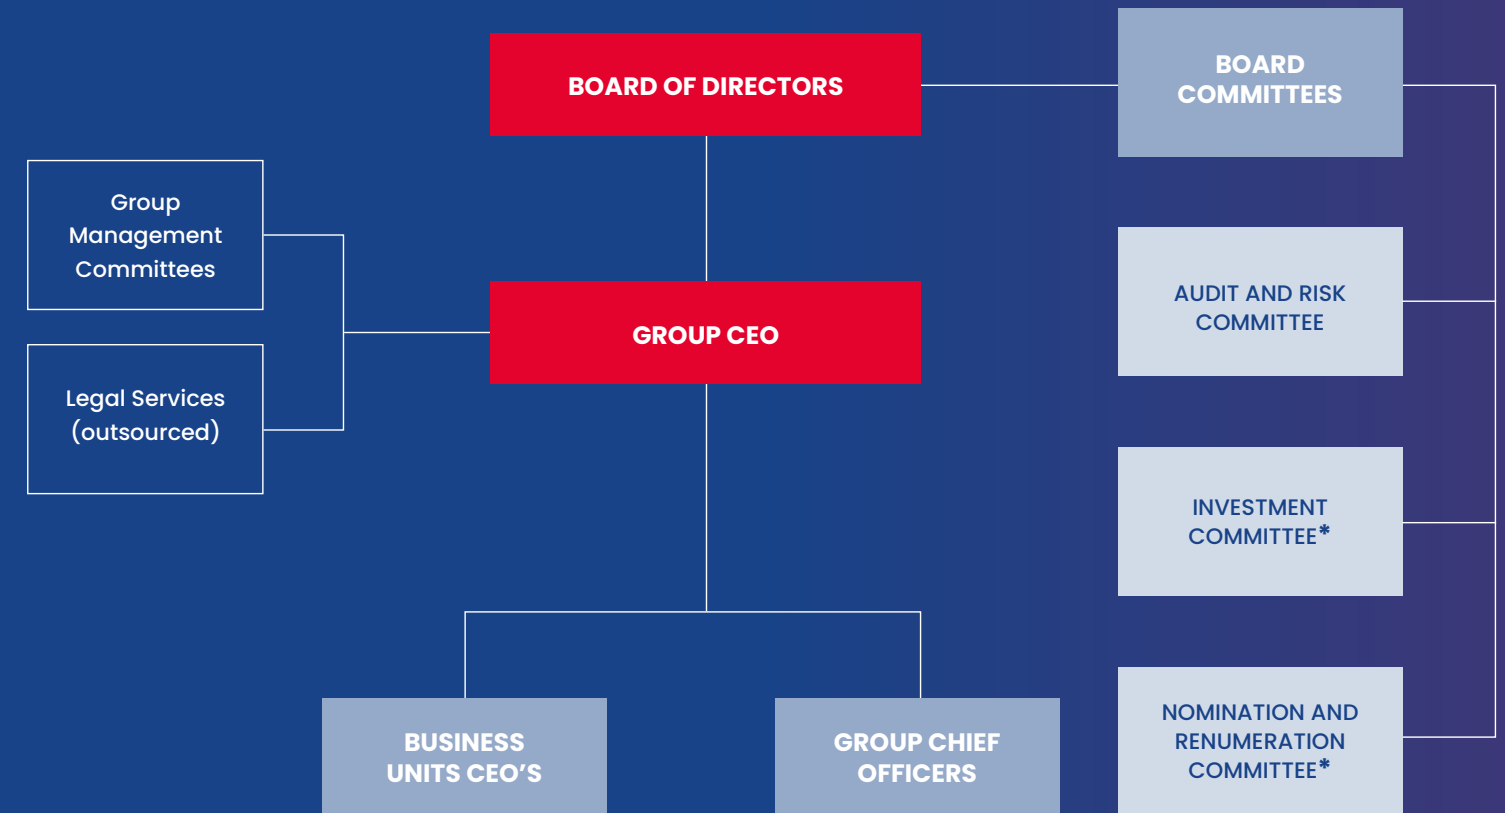 BOARD OF DIRECTORS
BOARD
COMMITTEES
Group
Management
Committees
AUDIT AND RISK
COMMITTEE
GROUP CEO
Legal Services
(outsourced)
INVESTMENT
COMMITTEE*
BUSINESS
UNITS CEO’S
GROUP CHIEF
OFFICERS
NOMINATION AND
RENUMERATION
COMMITTEE*